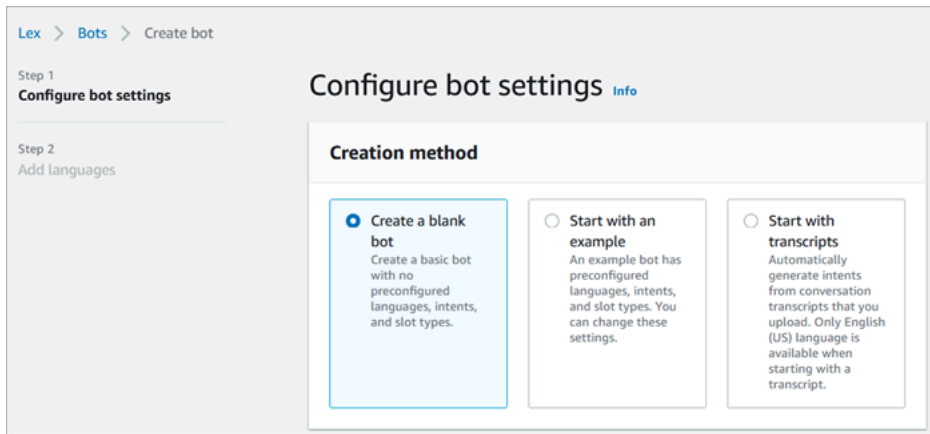 Lex > Bots > Create bot
Step 1
Configure bot settings
Step 2
Add languages
Configure bot settings Info
Creation method
Create a blank
bot
Create a basic bot
with no
preconfigured
languages, intents,
and slot types.
Start with an
example
An example bot has
preconfigured
languages, intents,
and slot types. You
can change these
settings.
Start with
transcripts
Automatically
generate intents
from conversation
transcripts that you
upload. Only English
(US) language is
available when
starting with a
transcript.